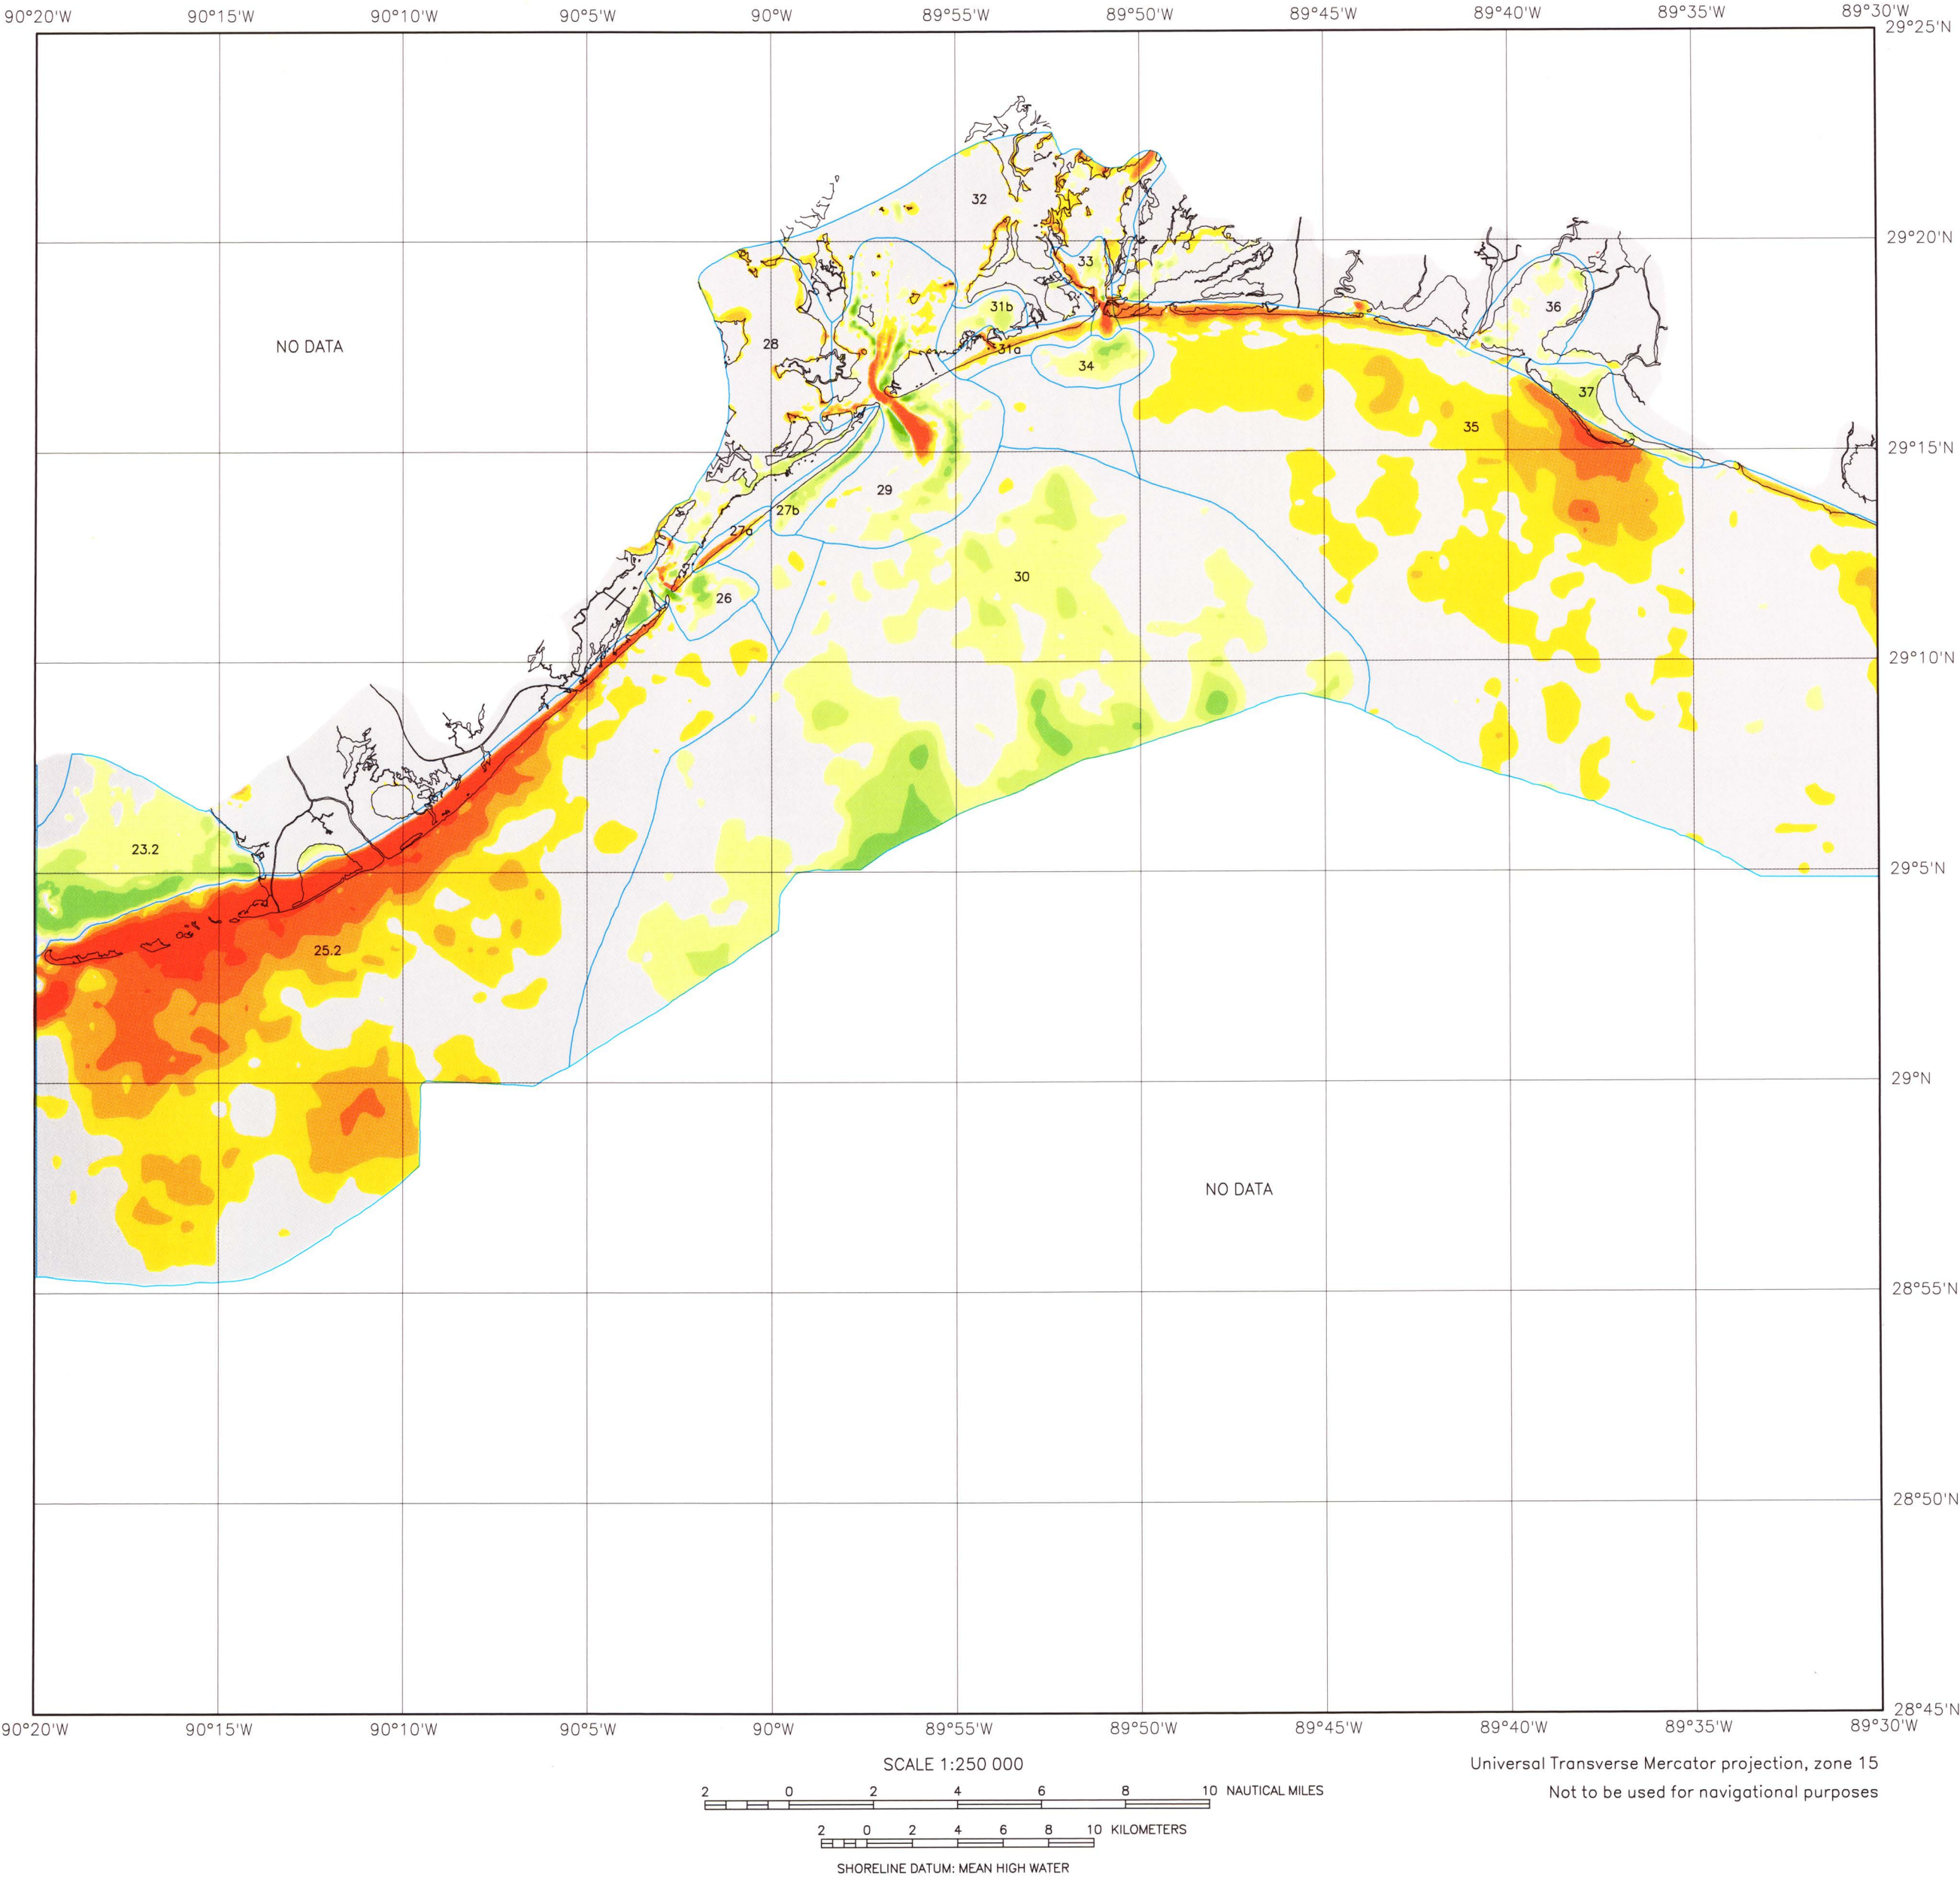 90°20'W 90°15'W 90°10'W 90°5'W 90° 89°55'W 89°50'W 89°45'W 89°40'W 89°35'W 89°30'W
29°25'N
32
29°20'N
33
31b
36
NO DATA
28
31a
34
37
35
29°15'N
29
27b
27a
30
26
29°10'N
23.2
29°5'N
25.2
29°N
NO DATA
28°55'N
28°50'N
28°45'N
90°20'W 90°15'W 90°10'W 90°5'W 90°W 89°55'W 89°50'W 89°45'W 89°40'W 89°35'W 89°30'W
SCALE 1:250 000
Universal Transverse Mercator projection, zone 15
2 0 2 4 6 8 10 NAUTICAL MILES
Not to be used for navigational purposes
2 0 2 4 6 8 10 KILOMETERS
SHORELINE DATUM: MEAN HIGH WATER